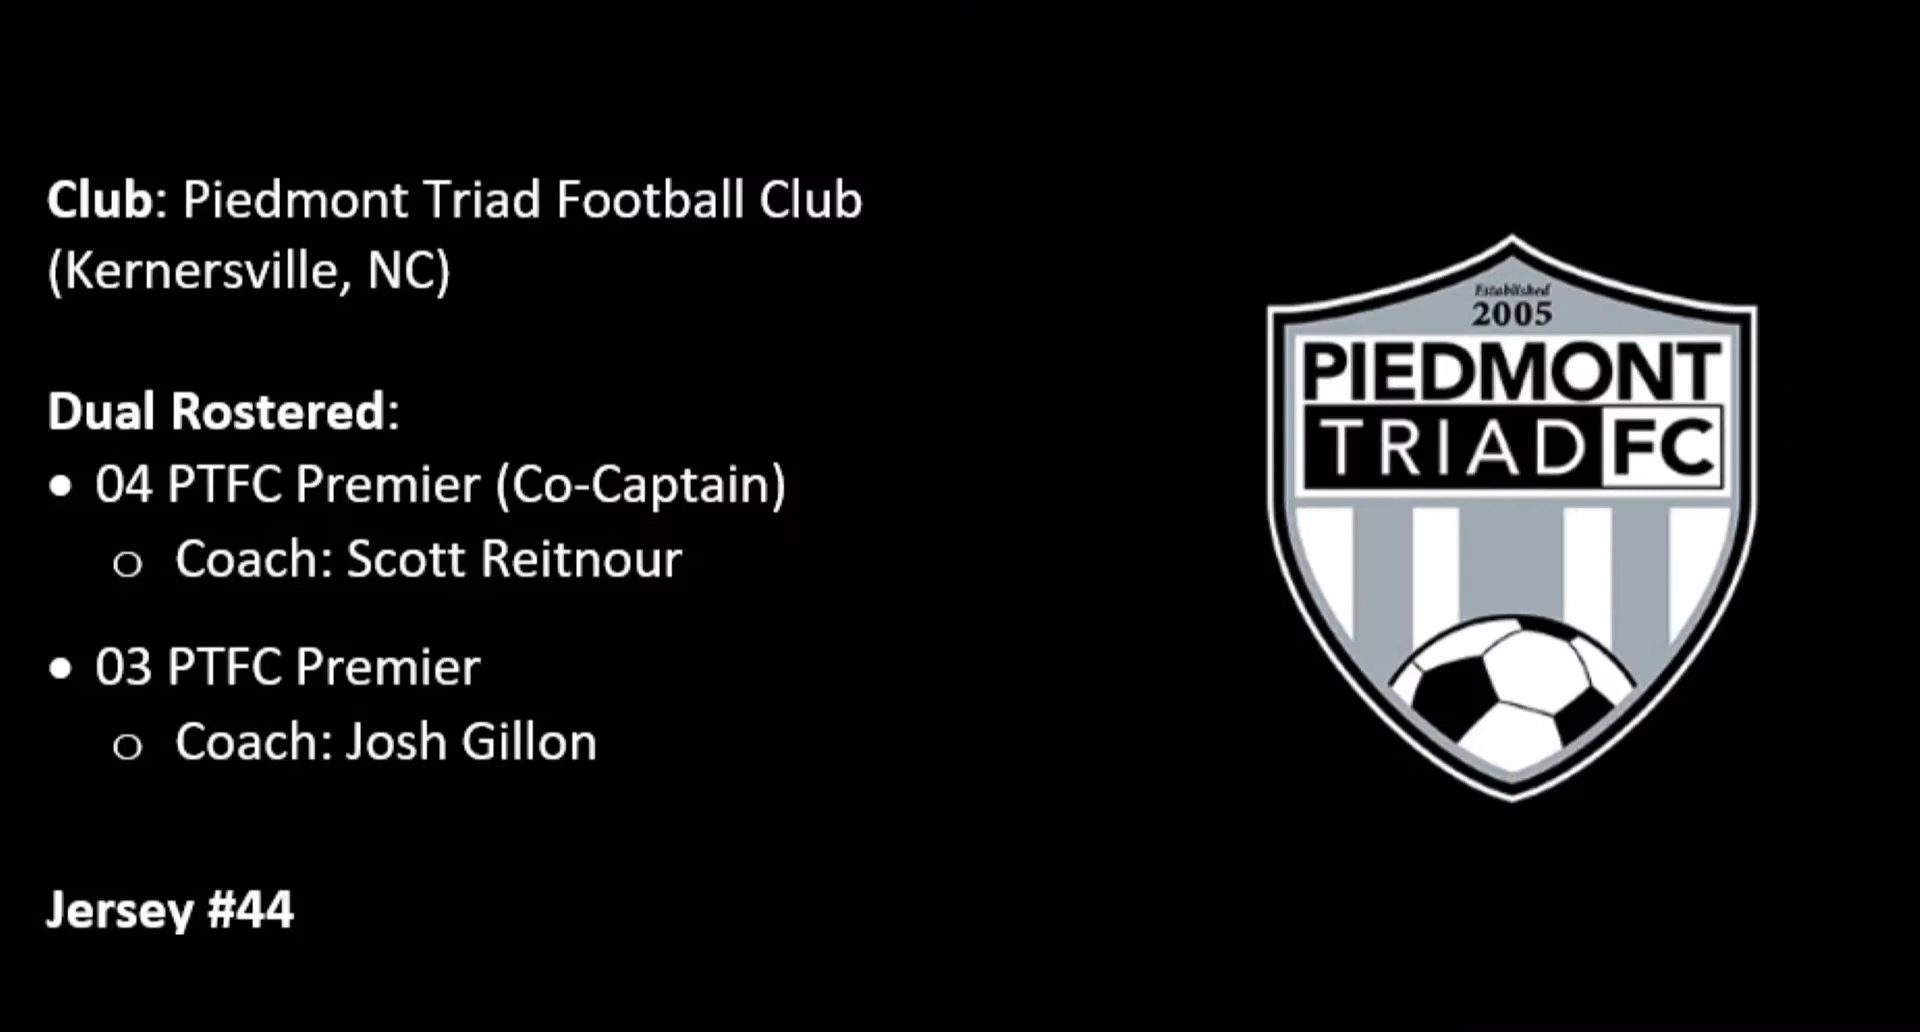 Club: Piedmont Triad Football Club
(Kernersville, NC)
Dual Rostered:
• 04 PTFC Premier (Co-Captain)
o Coach: Scott Reitnour
• 03 PTFC Premier
o Coach: Josh Gillon
Jersey #44
Established
2005
PIEDMONT
TRIAD FC